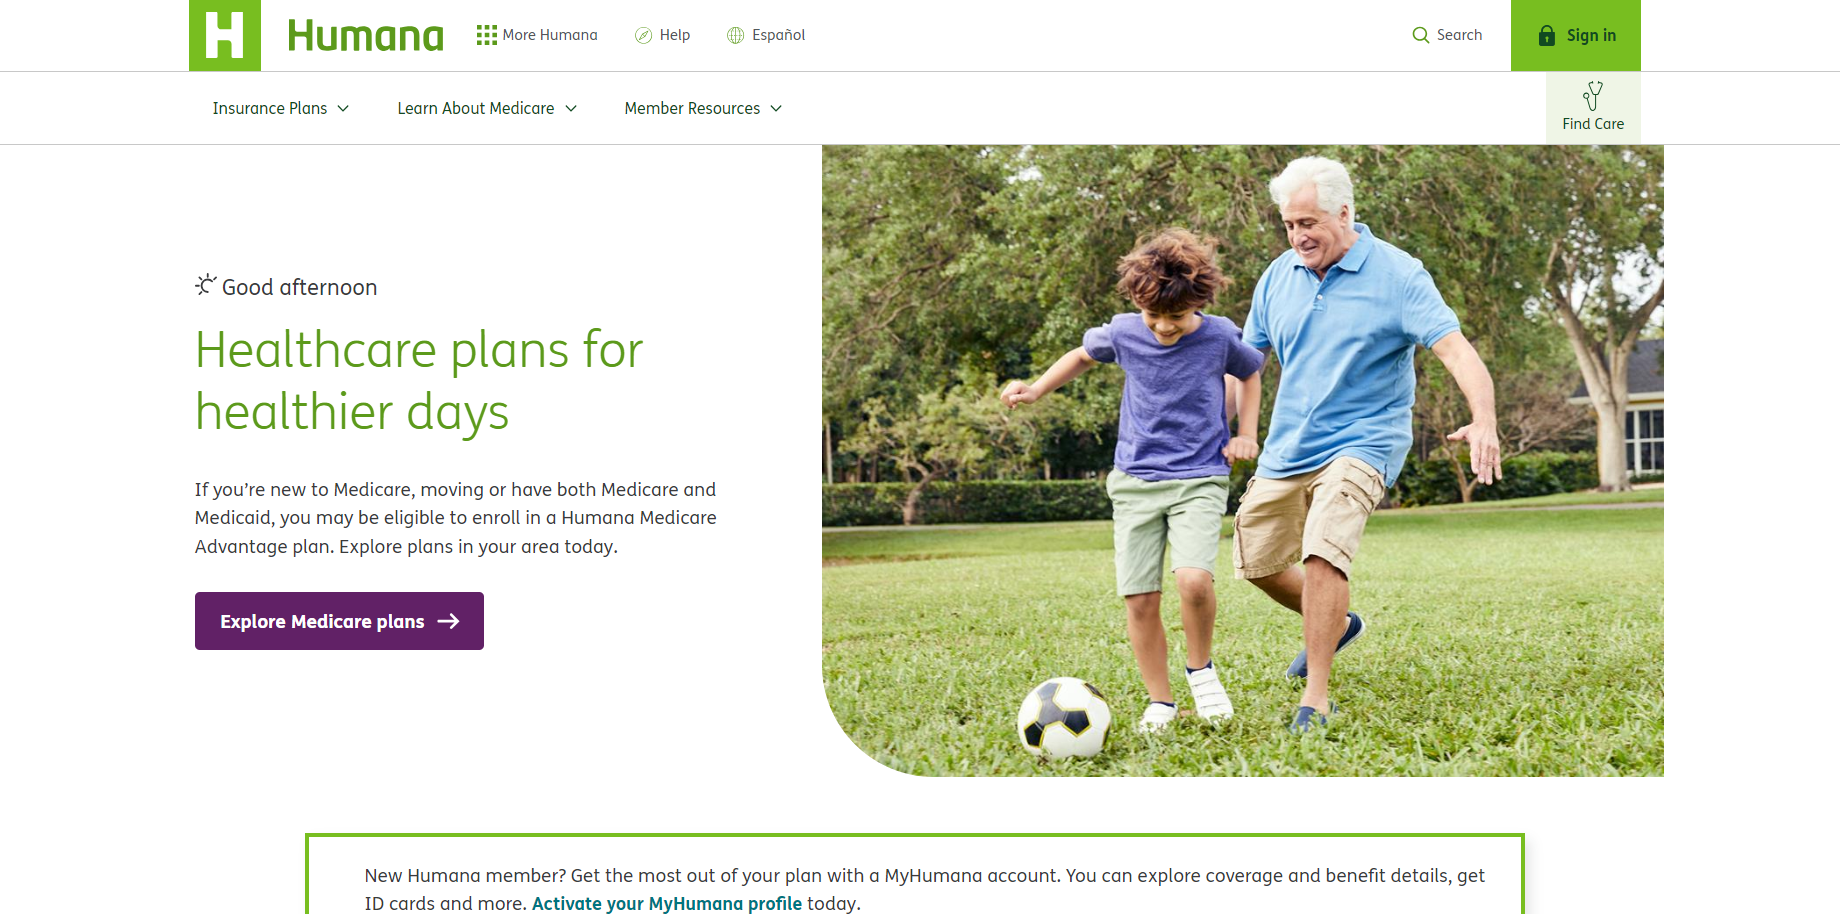 H Humana More Humana Help Español Search Sign in
Insurance Plans Learn About Medicare Member Resources Find Care
Good afternoon
Healthcare plans for
healthier days
If you’re new to Medicare, moving or have both Medicare and
Medicaid, you may be eligible to enroll in a Humana Medicare
Advantage plan. Explore plans in your area today.
Explore Medicare plans
New Humana member? Get the most out of your plan with a MyHumana account. You can explore coverage and benefit details, get
ID cards and more. Activate your MyHumana profile today.